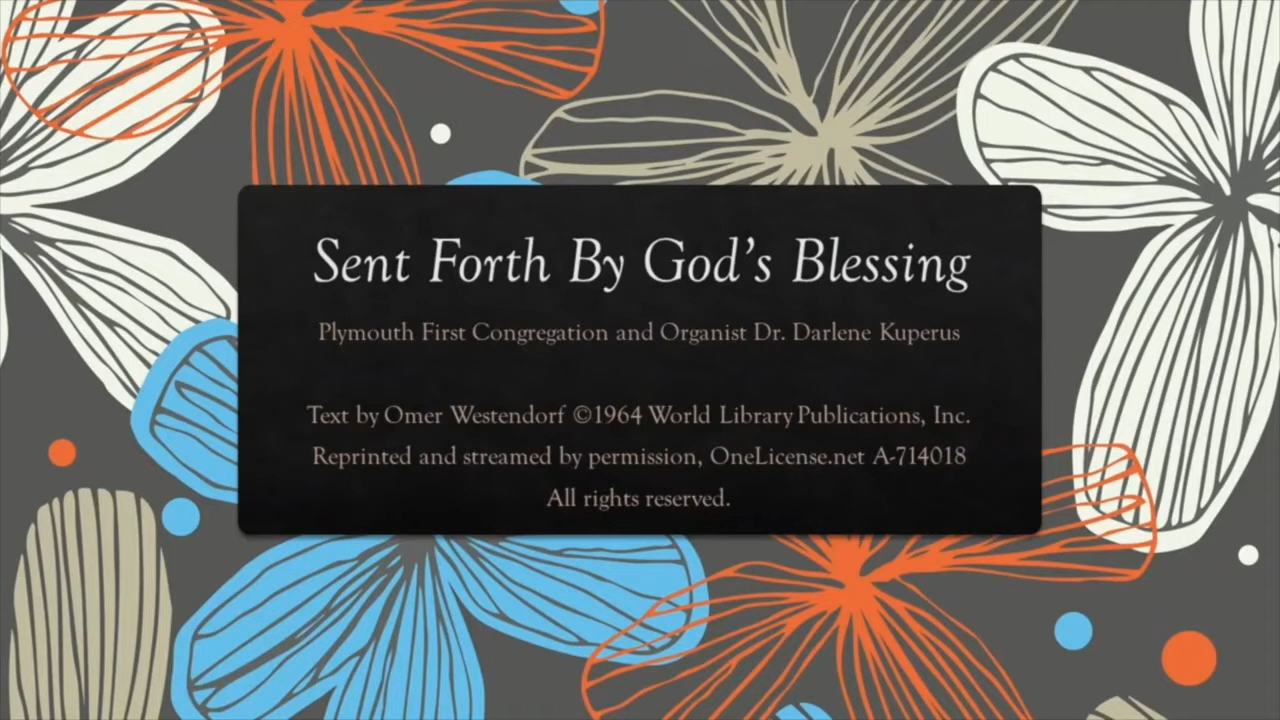 Sent Forth By God’s Blessing
Plymouth First Congregation and Organist Dr. Darlene Kuperus
Text by Omer Westendorf ©1964 World Library Publications, Inc.
Reprinted and streamed by permission, OneLicense.net A-714018
All rights reserved.